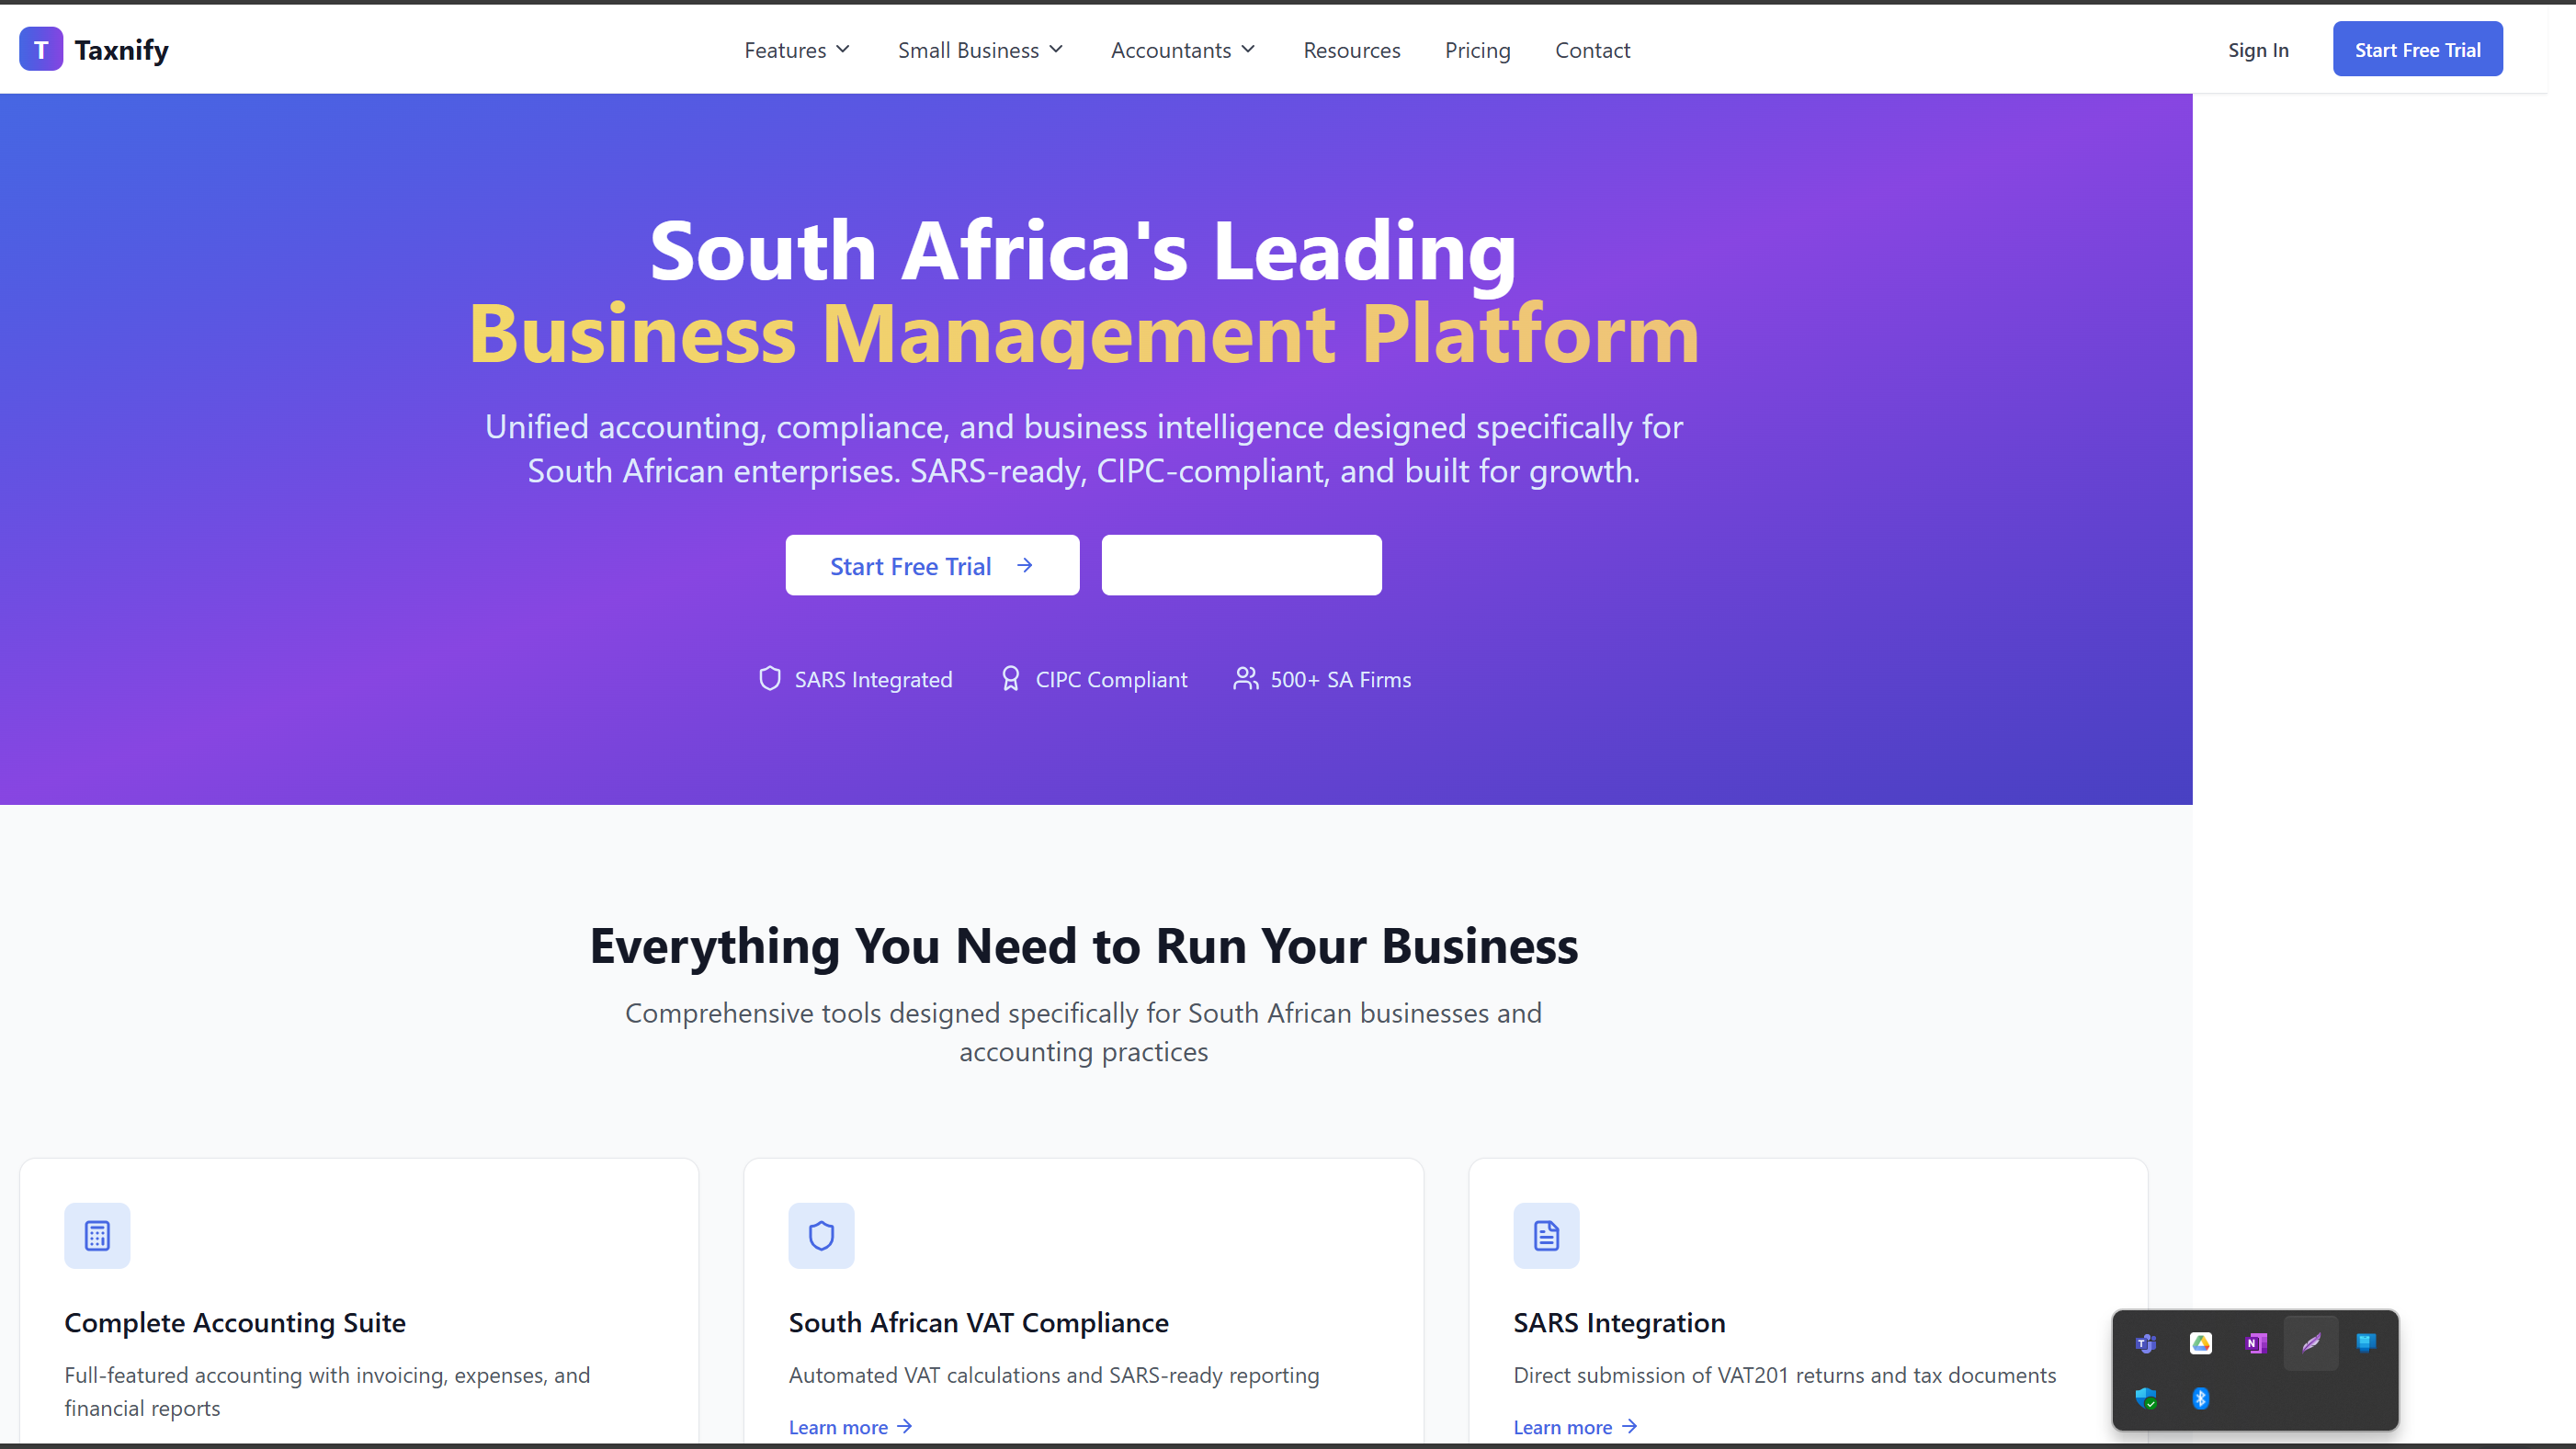 T Taxnify
Features
Small Business
Accountants
Resources
Pricing
Contact
Sign In
Start Free Trial
South Africa's Leading
Business Management Platform
Unified accounting, compliance, and business intelligence designed specifically for
South African enterprises. SARS-ready, CIPC-compliant, and built for growth.
Start Free Trial
SARS Integrated
CIPC Compliant
500+ SA Firms
Everything You Need to Run Your Business
Comprehensive tools designed specifically for South African businesses and
accounting practices
Complete Accounting Suite
Full-featured accounting with invoicing, expenses, and
financial reports
South African VAT Compliance
Automated VAT calculations and SARS-ready reporting
Learn more
SARS Integration
Direct submission of VAT201 returns and tax documents
Learn more
T
N